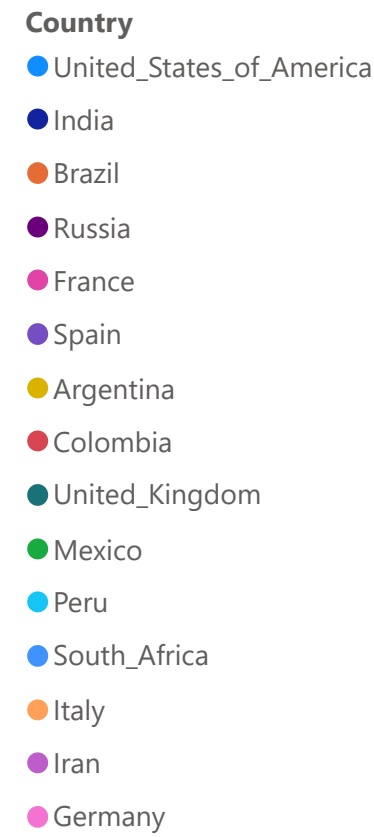 Country
United_States_of_America
India
Brazil
Russia
France
Spain
Argentina
Colombia
United_Kingdom
Mexico
Peru
South_Africa
Italy
Iran
Germany